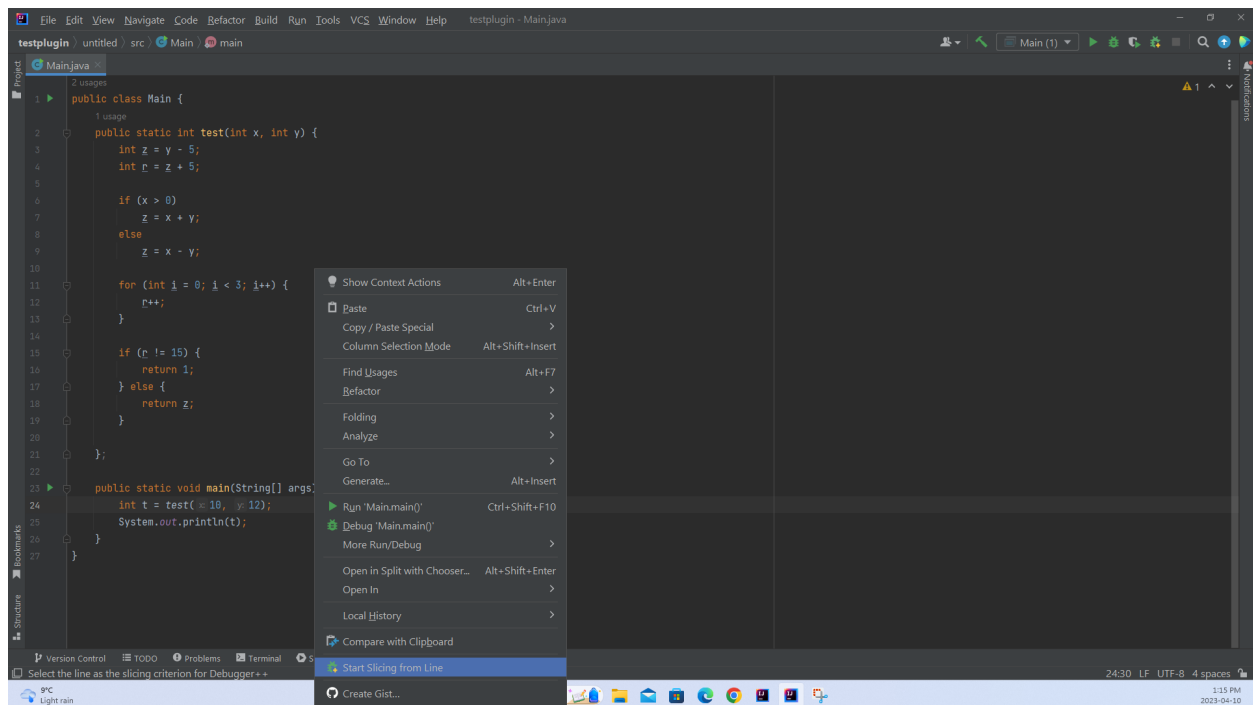 File Edit View Navigate Code Refactor Build Run Tools VCS Window Help testplugin - Main.java
testplugin untitled src Main main
Main (1)
Project
Main.java
Notifications
2 usages
1
1 public class Main {
1 usage
2 public static int test(int x, int y) {
3 int z = y - 5;
4 int r = z + 5;
5
6 if (x > 0)
7 z = x + y;
8 else
9 z = x - y;
10
11 for (int i = 0; i < 3; i++) {
12 r++;
13 }
14
15 if (r != 15) {
16 return 1;
17 } else {
18 return z;
19 }
20
21 };
22
23 public static void main(String[] args)
24 int t = test( x: 10, y: 12);
25 System.out.println(t);
26 }
27 }
Show Context Actions Alt+Enter
Paste Ctrl+V
Copy / Paste Special
Column Selection Mode Alt+Shift+Insert
Find Usages Alt+F7
Refactor
Folding
Analyze
Go To
Generate... Alt+Insert
Run 'Main.main()' Ctrl+Shift+F10
Debug 'Main.main()'
More Run/Debug
Open in Split with Chooser... Alt+Shift+Enter
Open In
Local History
Compare with Clipboard
Start Slicing from Line
Create Gist...
Bookmarks
Structure
Version Control TODO Problems Terminal S
Select the line as the slicing criterion for Debugger++
24:30 LF UTF-8 4 spaces
9°C
Light rain
1:15 PM
2023-04-10